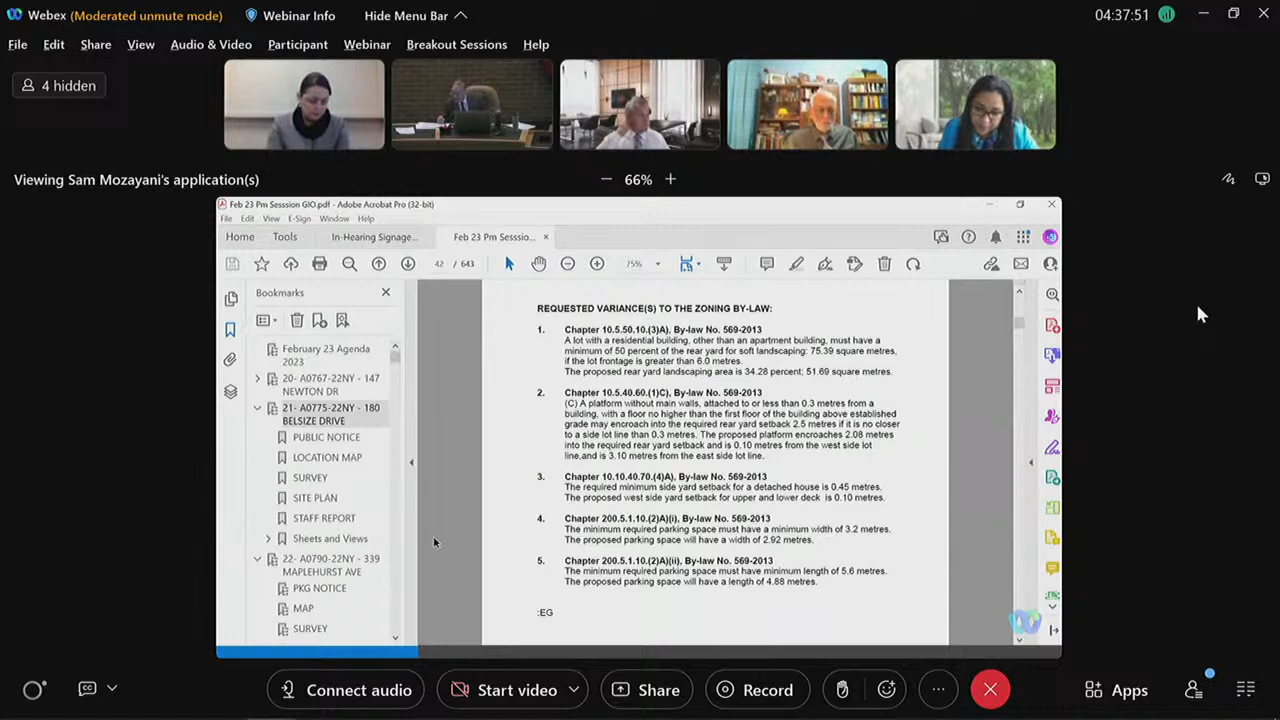 Webex (Moderated unmute mode) Webinar Info Hide Menu Bar 04:37:51
File Edit Share View Audio & Video Participant Webinar Breakout Sessions Help
4 hidden
Viewing Sam Mozayani's application(s) 66%
Feb 23 Pm Sesssion GIO.pdf - Adobe Acrobat Pro (32-bit)
File Edit View E-Sign Window Help
Home Tools In-Hearing Signage... Feb 23 Pm Sesssio...
42 / 643 75%
Bookmarks
February 23 Agenda
2023
20- A0767-22NY - 147
NEWTON DR
21- A0775-22NY - 180
BELSIZE DRIVE
PUBLIC NOTICE
LOCATION MAP
SURVEY
SITE PLAN
STAFF REPORT
Sheets and Views
22- A0790-22NY - 339
MAPLEHURST AVE
PKG NOTICE
MAP
SURVEY
REQUESTED VARIANCE(S) TO THE ZONING BY-LAW:
1. Chapter 10.5.50.10.(3)A), By-law No. 569-2013
A lot with a residential building, other than an apartment building, must have a
minimum of 50 percent of the rear yard for soft landscaping: 75.39 square metres,
if the lot frontage is greater than 6.0 metres.
The proposed rear yard landscaping area is 34.28 percent; 51.69 square metres.
2. Chapter 10.5.40.60.(1)C), By-law No. 569-2013
(C) A platform without main walls, attached to or less than 0.3 metres from a
building, with a floor no higher than the first floor of the building above established
grade may encroach into the required rear yard setback 2.5 metres if it is no closer
to a side lot line than 0.3 metres. The proposed platform encroaches 2.08 metres
into the required rear yard setback and is 0.10 metres from the west side lot
line,and is 3.10 metres from the east side lot line.
3. Chapter 10.10.40.70.(4)A), By-law No. 569-2013
The required minimum side yard setback for a detached house is 0.45 metres.
The proposed west side yard setback for upper and lower deck is 0.10 metres.
4. Chapter 200.5.1.10.(2)A)(i), By-law No. 569-2013
The minimum required parking space must have a minimum width of 3.2 metres.
The proposed parking space will have a width of 2.92 metres.
5. Chapter 200.5.1.10.(2)A)(ii), By-law No. 569-2013
The minimum required parking space must have minimum length of 5.6 metres.
The proposed parking space will have a length of 4.88 metres.
:EG
Connect audio Start video Share Record Apps